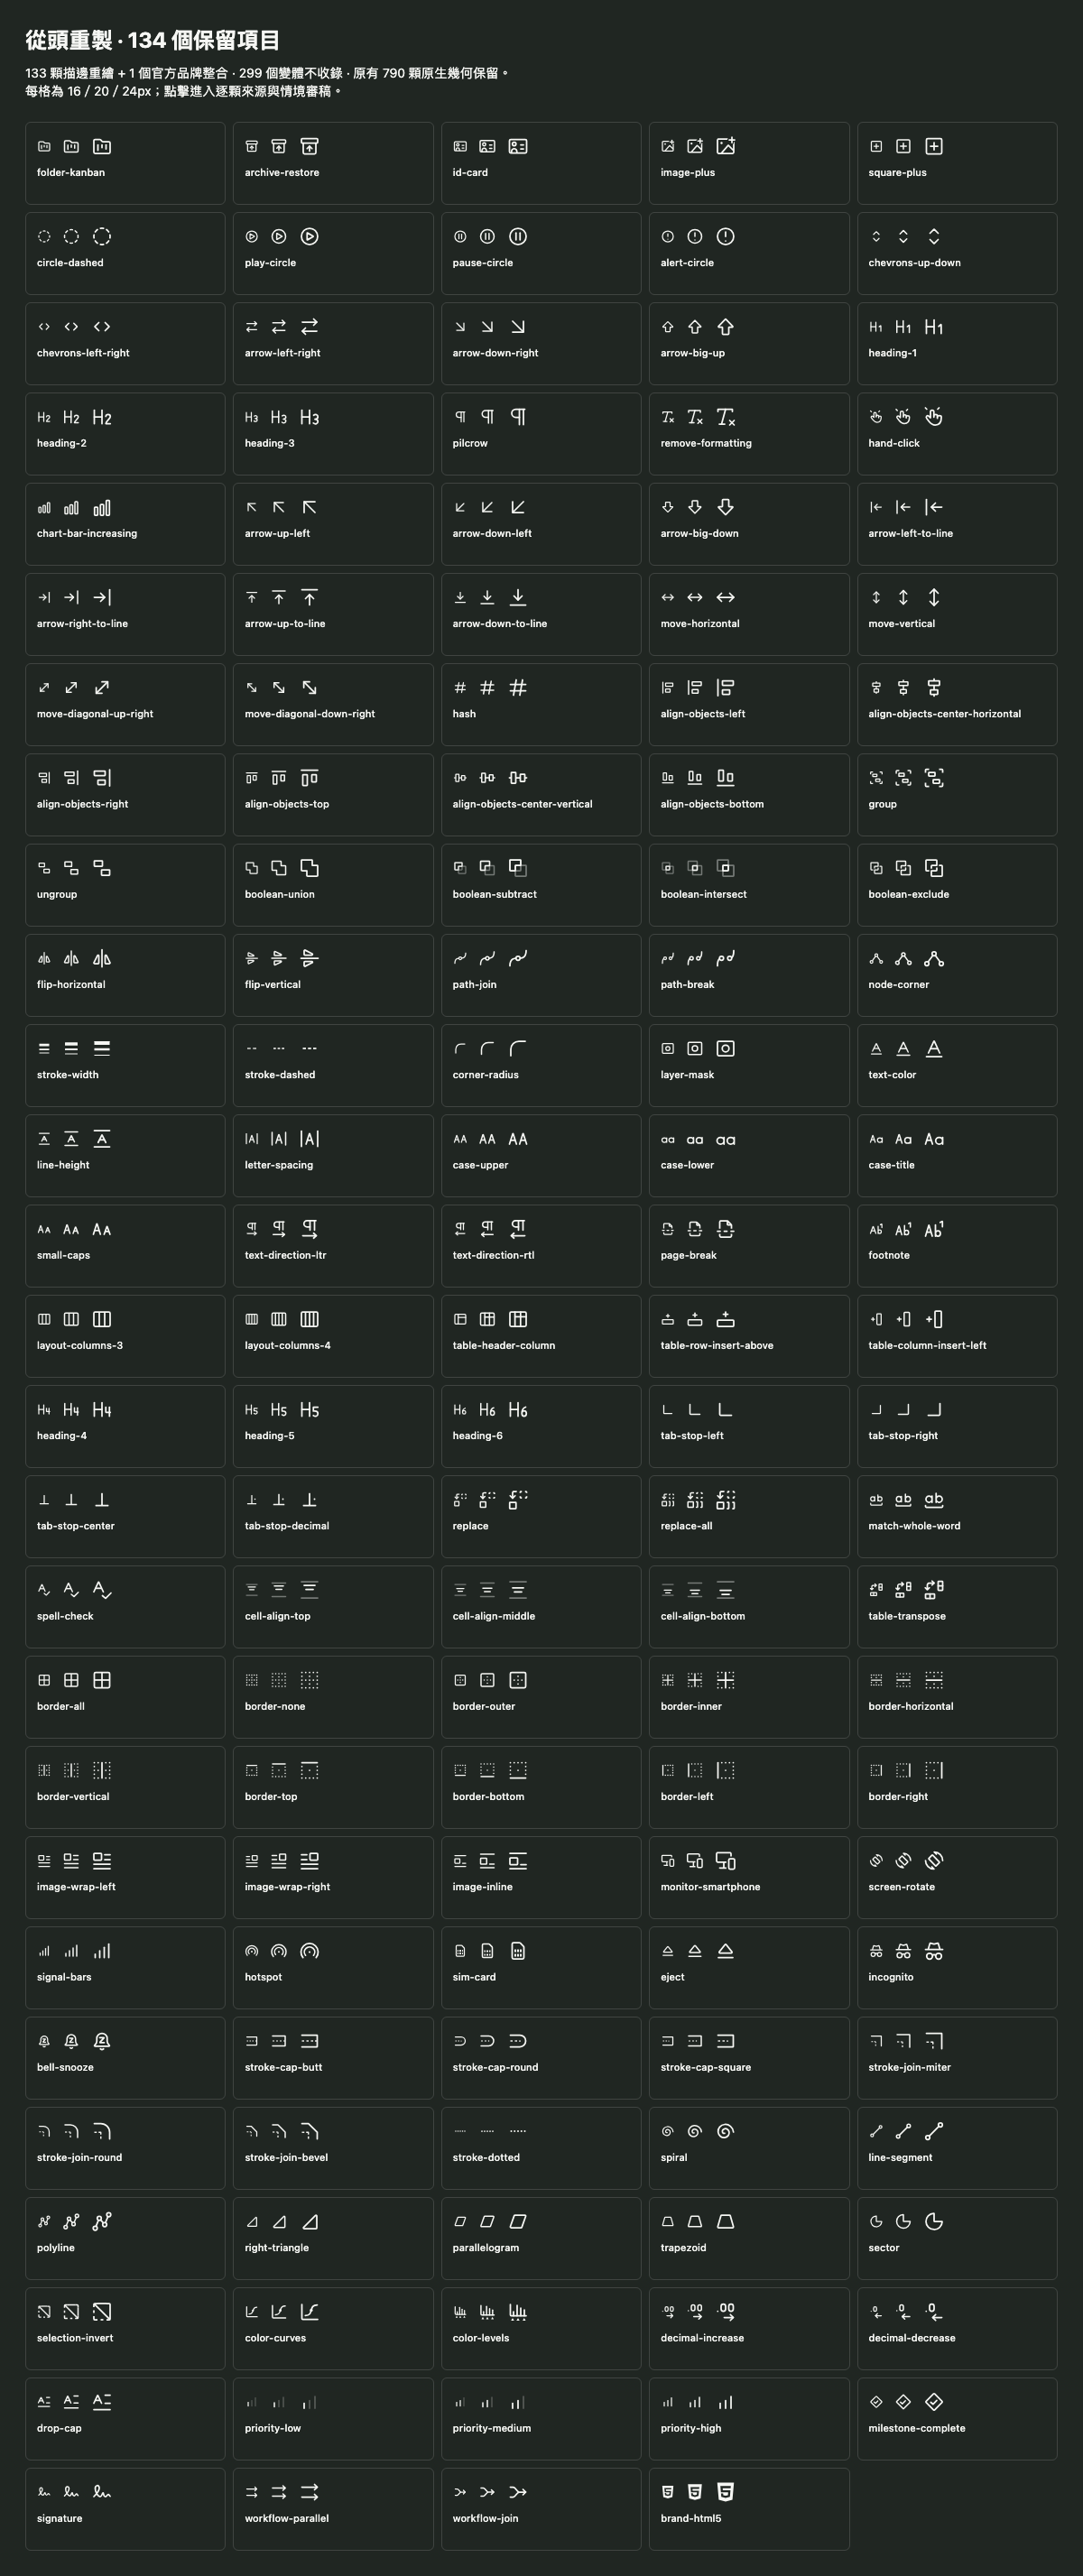 從頭重製 · 134 個保留項目
133 顆描邊重繪 + 1 個官方品牌整合 · 299 個變體不收錄 · 原有 790 顆原生幾何保留。
每格為 16 / 20 / 24px；點擊進入逐顆來源與情境審稿。
folder-kanban
archive-restore
id-card
image-plus
square-plus
circle-dashed
play-circle
pause-circle
alert-circle
chevrons-up-down
chevrons-left-right
arrow-left-right
arrow-down-right
arrow-big-up
heading-1
heading-2
heading-3
pilcrow
remove-formatting
hand-click
chart-bar-increasing
arrow-up-left
arrow-down-left
arrow-big-down
arrow-left-to-line
arrow-right-to-line
arrow-up-to-line
arrow-down-to-line
move-horizontal
move-vertical
move-diagonal-up-right
move-diagonal-down-right
hash
align-objects-left
align-objects-center-horizontal
align-objects-right
align-objects-top
align-objects-center-vertical
align-objects-bottom
group
ungroup
boolean-union
boolean-subtract
boolean-intersect
boolean-exclude
flip-horizontal
flip-vertical
path-join
path-break
node-corner
stroke-width
stroke-dashed
corner-radius
layer-mask
text-color
line-height
letter-spacing
case-upper
case-lower
case-title
small-caps
text-direction-ltr
text-direction-rtl
page-break
footnote
layout-columns-3
layout-columns-4
table-header-column
table-row-insert-above
table-column-insert-left
heading-4
heading-5
heading-6
tab-stop-left
tab-stop-right
tab-stop-center
tab-stop-decimal
replace
replace-all
match-whole-word
spell-check
cell-align-top
cell-align-middle
cell-align-bottom
table-transpose
border-all
border-none
border-outer
border-inner
border-horizontal
border-vertical
border-top
border-bottom
border-left
border-right
image-wrap-left
image-wrap-right
image-inline
monitor-smartphone
screen-rotate
signal-bars
hotspot
sim-card
eject
incognito
bell-snooze
stroke-cap-butt
stroke-cap-round
stroke-cap-square
stroke-join-miter
stroke-join-round
stroke-join-bevel
stroke-dotted
spiral
line-segment
polyline
right-triangle
parallelogram
trapezoid
sector
selection-invert
color-curves
color-levels
decimal-increase
decimal-decrease
drop-cap
priority-low
priority-medium
priority-high
milestone-complete
signature
workflow-parallel
workflow-join
brand-html5